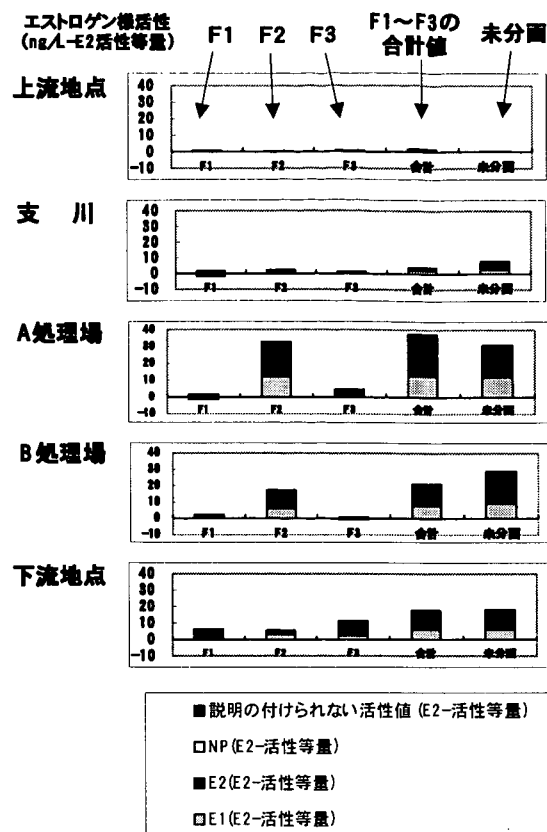 エストロゲン様活性
(ng/L-E2活性等量)
F1 F2 F3 F1～F3の合計値 未分画
上流地点
40
30
20
10
0
-10
F1 F2 F3 合計 未分画
支 川
40
30
20
10
0
-10
F1 F2 F3 合計 未分画
A処理場
40
30
20
10
0
-10
F1 F2 F3 合計 未分画
B処理場
40
30
20
10
0
-10
F1 F2 F3 合計 未分画
下流地点
40
30
20
10
0
-10
F1 F2 F3 合計 未分画
■説明の付けられない活性値(E2-活性等量)
□NP(E2-活性等量)
■E2(E2-活性等量)
□E1(E2-活性等量)